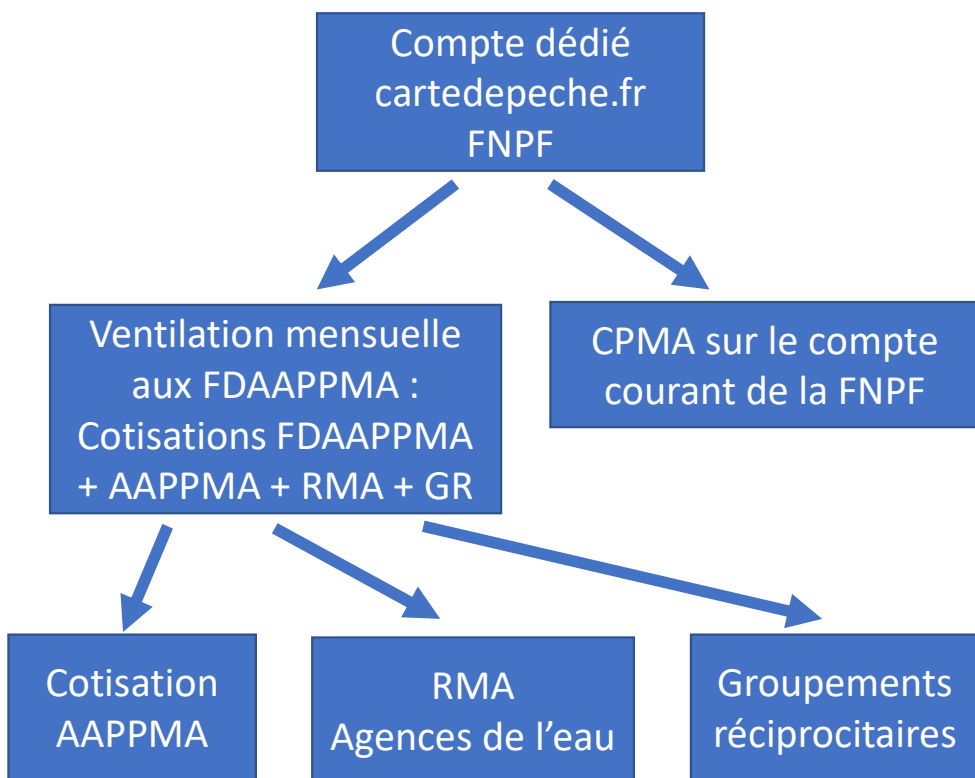 Compte dédié
cartedepeche.fr
FNPF
Ventilation mensuelle
aux FDAAPPMA :
Cotisations FDAAPPMA
+ AAPPMA + RMA + GR
CPMA sur le compte
courant de la FNPF
Cotisation
AAPPMA
RMA
Agences de l’eau
Groupements
réciprocitaires